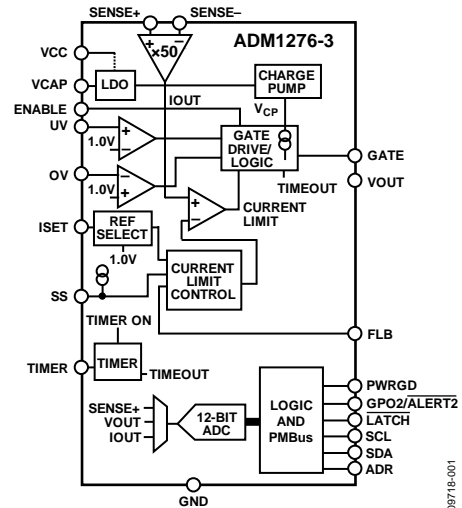 SENSE+ SENSE–
+ –
×50
ADM1276-3
VCC
VCAP
LDO
CHARGE
PUMP
ENABLE
IOUT
VCP
UV
+
1.0V –
GATE
DRIVE/
LOGIC
GATE
TIMEOUT
VOUT
OV
–
1.0V +
+
–
CURRENT
LIMIT
ISET
REF
SELECT
1.0V
CURRENT
LIMIT
CONTROL
SS
TIMER ON
FLB
TIMER
TIMER
TIMEOUT
SENSE+
VOUT
IOUT
12-BIT
ADC
LOGIC
AND
PMBus
PWRGD
GPO2/ALERT2
LATCH
SCL
SDA
ADR
GND
09718-001